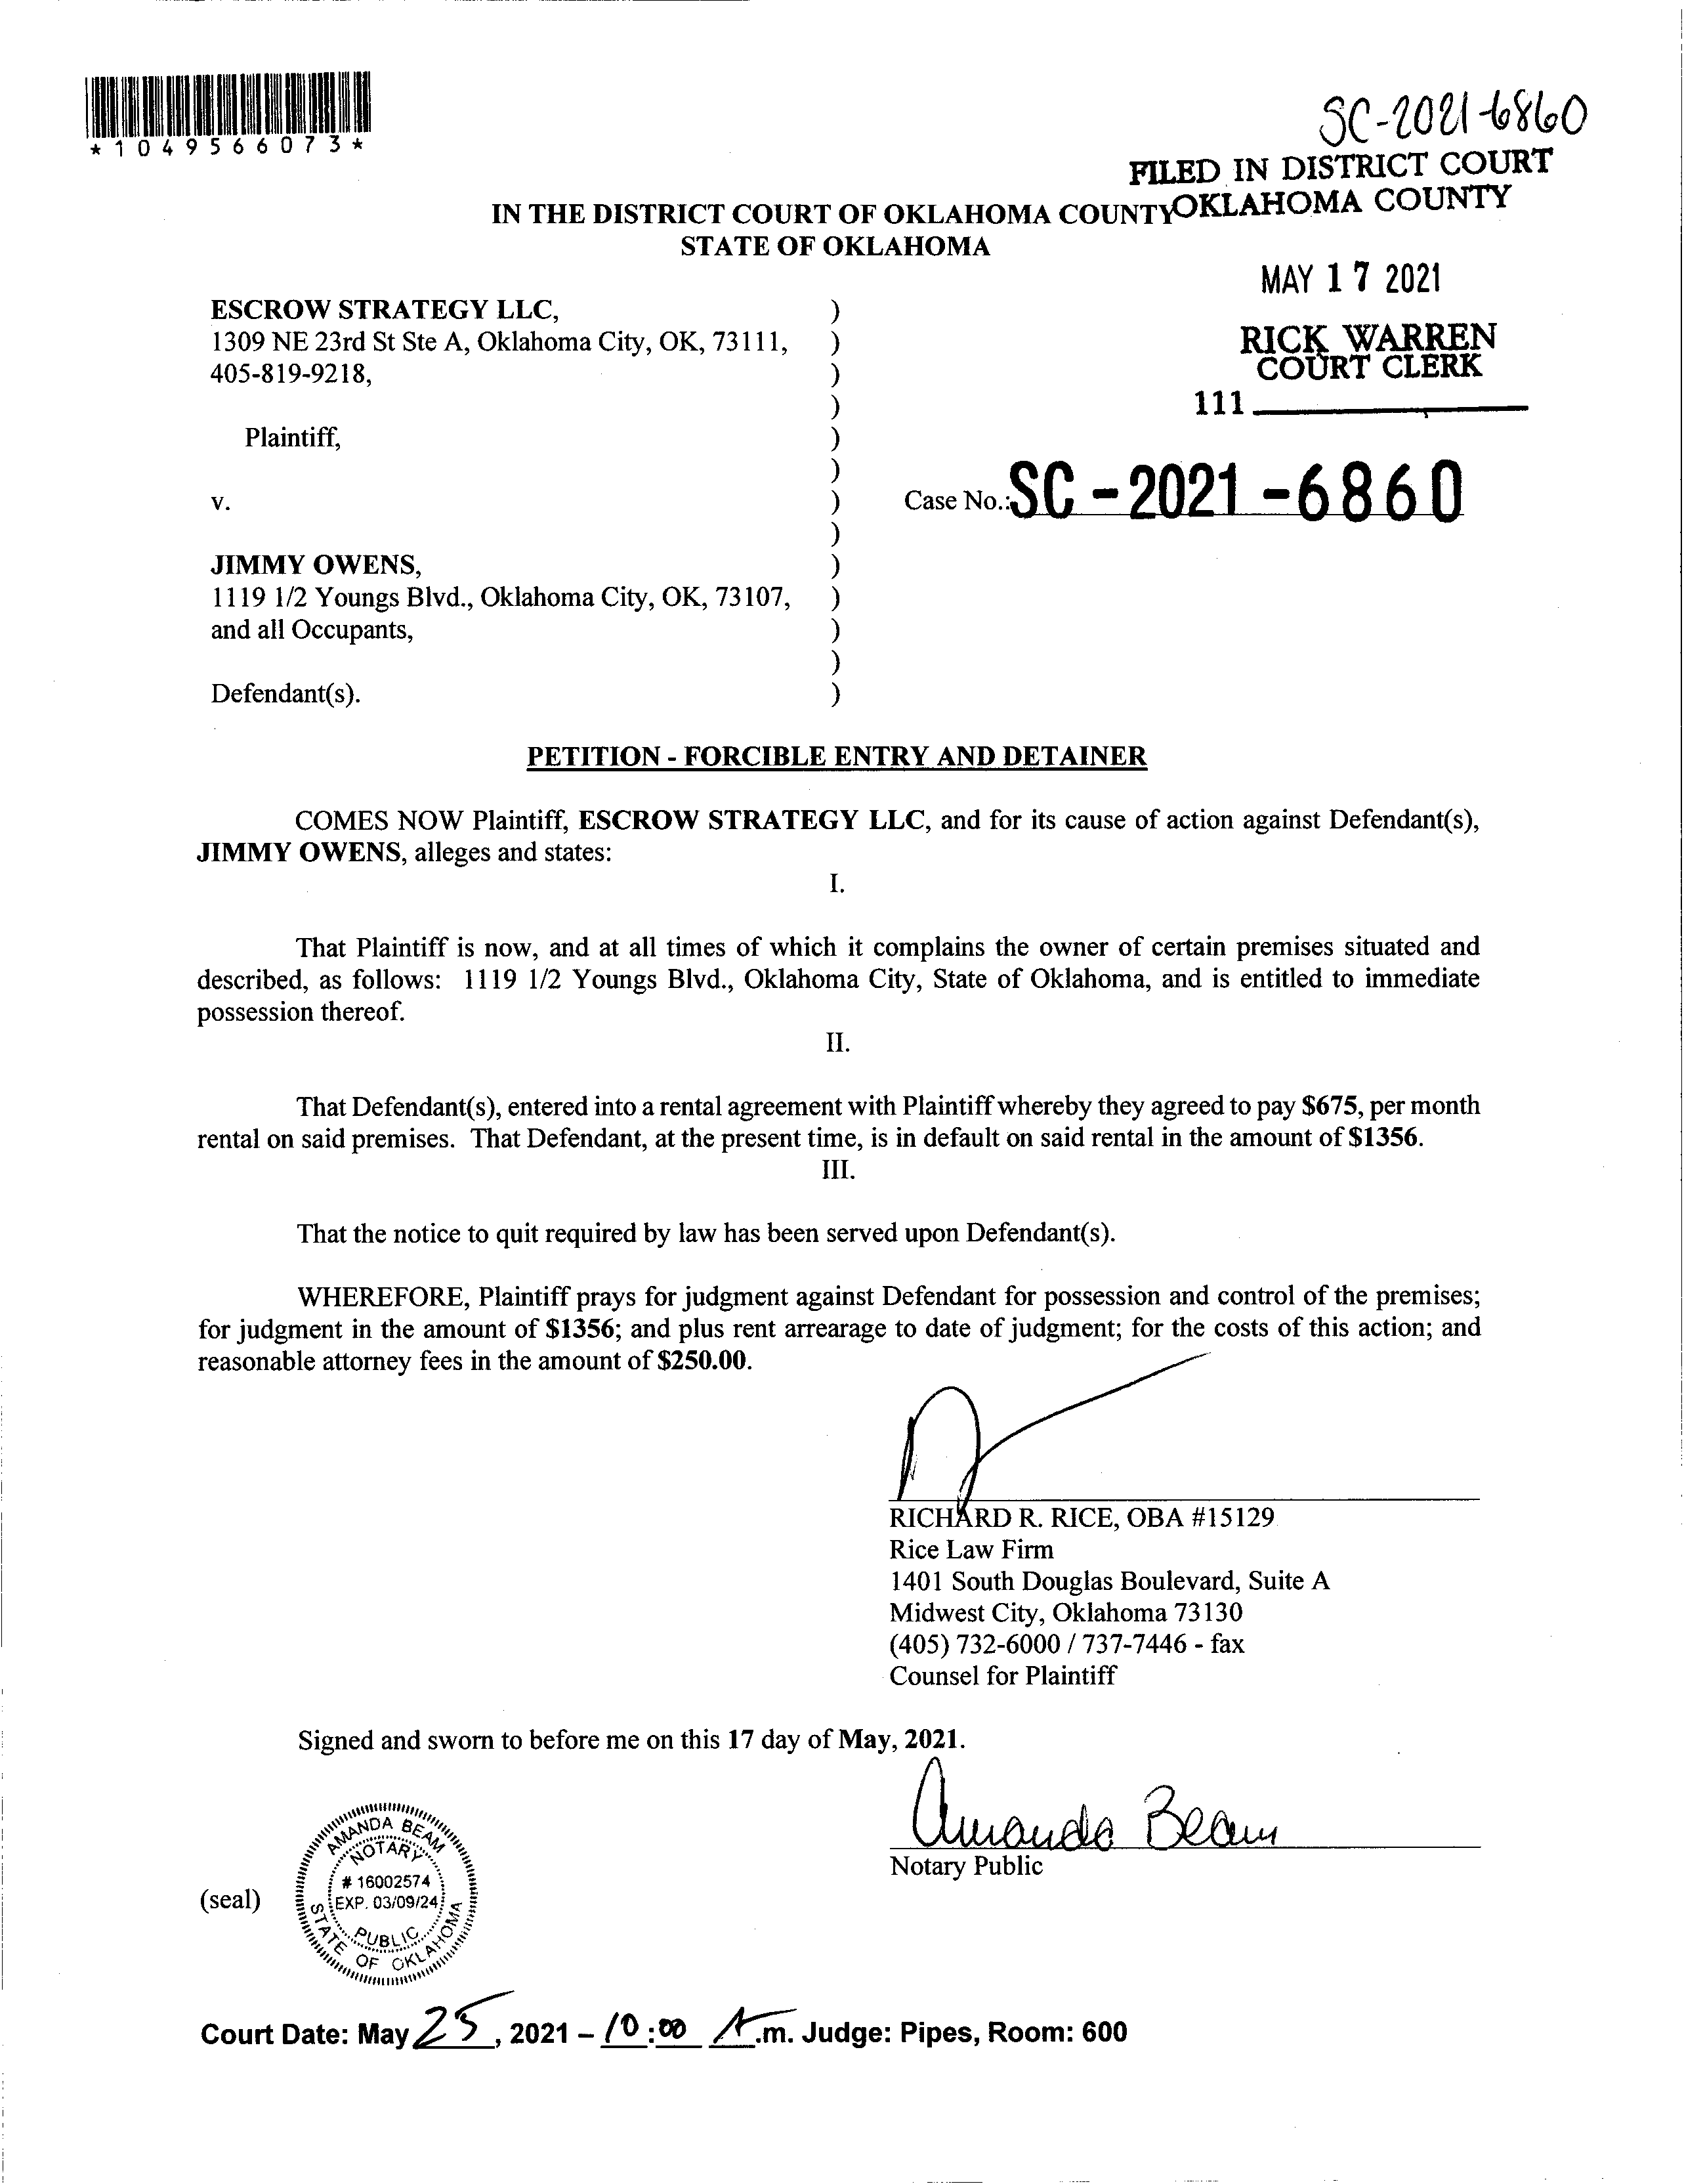 *1049566073*
SC-2021-6860
FILED IN DISTRICT COURT
OKLAHOMA COUNTY
IN THE DISTRICT COURT OF OKLAHOMA COUNTY
STATE OF OKLAHOMA
MAY 17 2021
RICK WARREN
COURT CLERK
111
ESCROW STRATEGY LLC, )
1309 NE 23rd St Ste A, Oklahoma City, OK, 73111, )
405-819-9218, )
)
Plaintiff, )
)
v. ) Case No.: SC-2021-6860
)
JIMMY OWENS, )
1119 1/2 Youngs Blvd., Oklahoma City, OK, 73107, )
and all Occupants, )
)
Defendant(s). )
PETITION - FORCIBLE ENTRY AND DETAINER
COMES NOW Plaintiff, ESCROW STRATEGY LLC, and for its cause of action against Defendant(s),
JIMMY OWENS, alleges and states:
I.
That Plaintiff is now, and at all times of which it complains the owner of certain premises situated and
described, as follows: 1119 1/2 Youngs Blvd., Oklahoma City, State of Oklahoma, and is entitled to immediate
possession thereof.
II.
That Defendant(s), entered into a rental agreement with Plaintiff whereby they agreed to pay $675, per month
rental on said premises. That Defendant, at the present time, is in default on said rental in the amount of $1356.
III.
That the notice to quit required by law has been served upon Defendant(s).
WHEREFORE, Plaintiff prays for judgment against Defendant for possession and control of the premises;
for judgment in the amount of $1356; and plus rent arrearage to date of judgment; for the costs of this action; and
reasonable attorney fees in the amount of $250.00.
RICHARD R. RICE, OBA #15129
Rice Law Firm
1401 South Douglas Boulevard, Suite A
Midwest City, Oklahoma 73130
(405) 732-6000 / 737-7446 - fax
Counsel for Plaintiff
Signed and sworn to before me on this 17 day of May, 2021.
Amanda Beam
Notary Public
(seal)
AMANDA BEAM
NOTARY
# 16002574
EXP. 03/09/24
PUBLIC
STATE OF OKLAHOMA
Court Date: May 25, 2021 – 10:00 A.m. Judge: Pipes, Room: 600